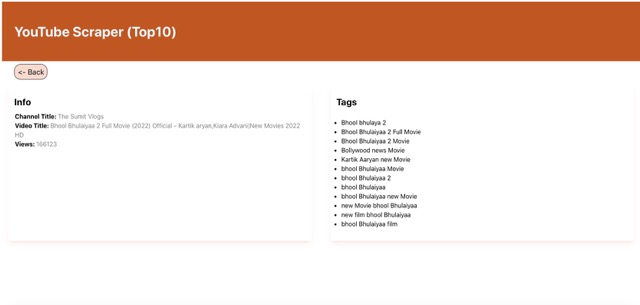 YouTube Scraper (Top10)
<- Back
Info
Channel Title: The Sumit Vlogs
Video Title: Bhool Bhulaiyaa 2 Full Movie (2022) Official - Kartik aryan,Kiara Advani|New Movies 2022
HD
Views: 166123
Tags
Bhool bhulaya 2
Bhool Bhulaiyaa 2 Full Movie
Bhool Bhulaiyaa 2 Movie
Bollywood news Movie
Kartik Aaryan new Movie
bhool Bhulaiyaa Movie
bhool Bhulaiyaa 2
bhool Bhulaiyaa
bhool Bhulaiyaa new Movie
new Movie bhool Bhulaiyaa
new film bhool Bhulaiyaa
bhool Bhulaiyaa film